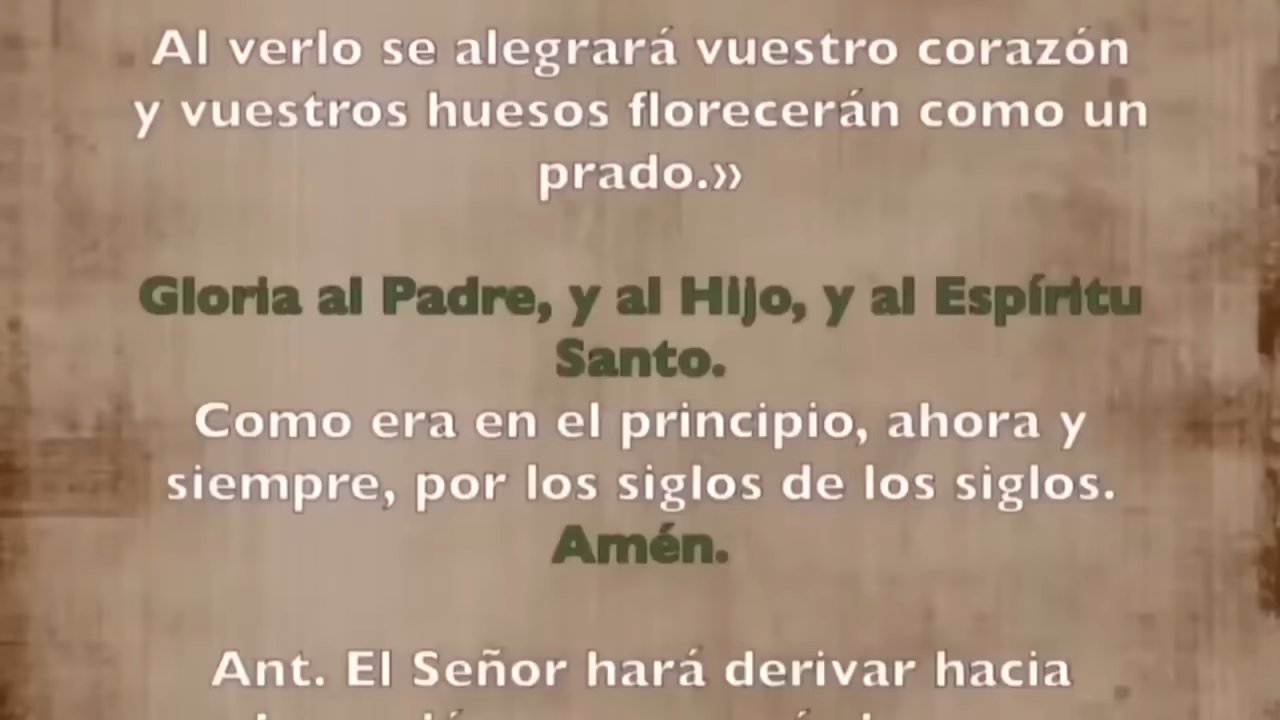 Al verlo se alegrará vuestro corazón
y vuestros huesos florecerán como un
prado.»
Gloria al Padre, y al Hijo, y al Espíritu
Santo.
Como era en el principio, ahora y
siempre, por los siglos de los siglos.
Amén.
Ant. El Señor hará derivar hacia